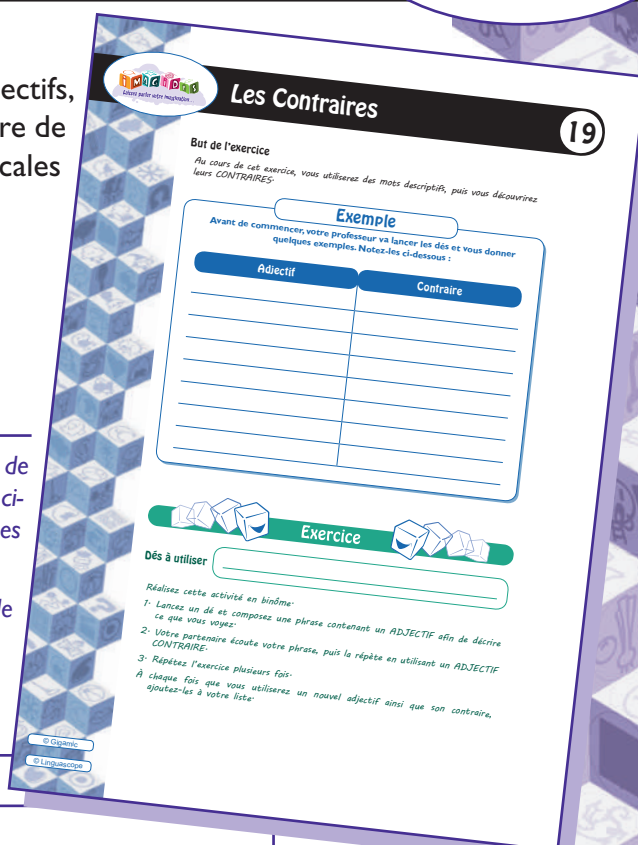 ectifs,
re de
cales
de
ci-
es
le
IMAGIDÉS
Laissez parler votre imagination...
Les Contraires
19
But de l'exercice
Au cours de cet exercice, vous utiliserez des mots descriptifs, puis vous découvrirez
leurs CONTRAIRES.
Exemple
Avant de commencer, votre professeur va lancer les dés et vous donner
quelques exemples. Notez-les ci-dessous :
Adjectif
Contraire
Exercice
Dés à utiliser
Réalisez cette activité en binôme.
1. Lancez un dé et composez une phrase contenant un ADJECTIF afin de décrire
ce que vous voyez.
2. Votre partenaire écoute votre phrase, puis la répète en utilisant un ADJECTIF
CONTRAIRE.
3. Répétez l'exercice plusieurs fois.
À chaque fois que vous utiliserez un nouvel adjectif ainsi que son contraire,
ajoutez-les à votre liste.
© Gigamic
© Linguascope